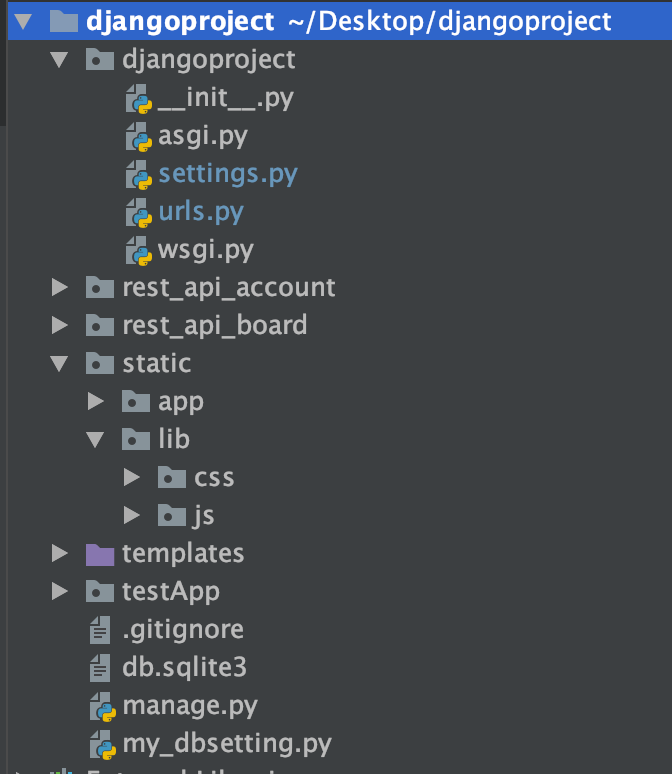 djangoproject ~/Desktop/djangoproject
djangoproject
__init__.py
asgi.py
settings.py
urls.py
wsgi.py
rest_api_account
rest_api_board
static
app
lib
css
js
templates
testApp
.gitignore
db.sqlite3
manage.py
my_dbsetting.py